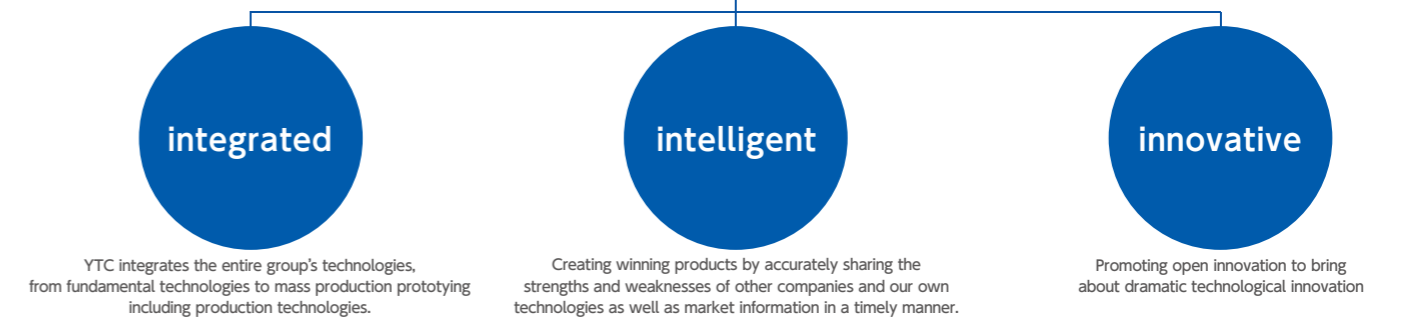 integrated
YTC integrates the entire group's technologies,
from fundamental technologies to mass production prototying
including production technologies.
intelligent
Creating winning products by accurately sharing the
strengths and weaknesses of other companies and our own
technologies as well as market information in a timely manner.
innovative
Promoting open innovation to bring
about dramatic technological innovation